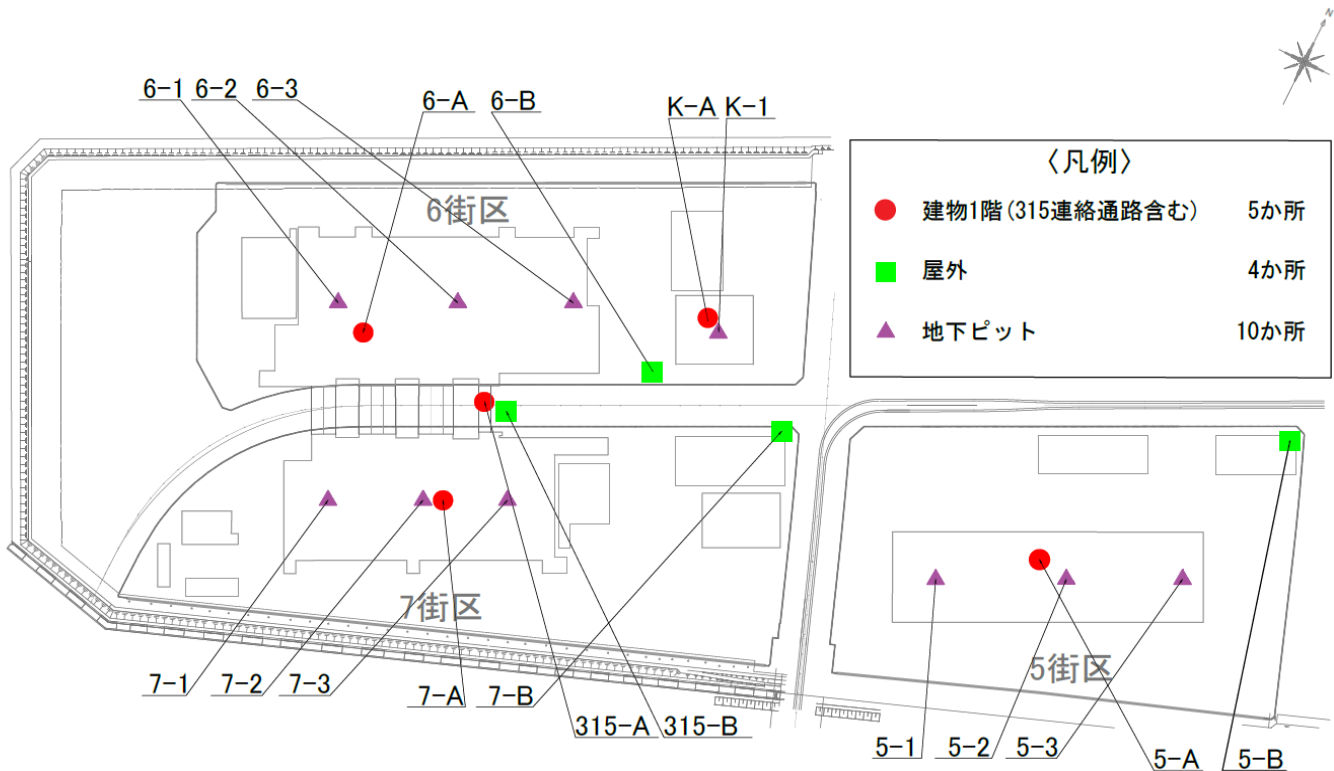 N
6-1
6-2
6-3
6-A
6-B
K-A
K-1
〈凡例〉
建物1階(315連絡通路含む) 5か所
屋外 4か所
地下ピット 10か所
6街区
7街区
5街区
7-1
7-2
7-3
7-A
7-B
315-A
315-B
5-1
5-2
5-3
5-A
5-B